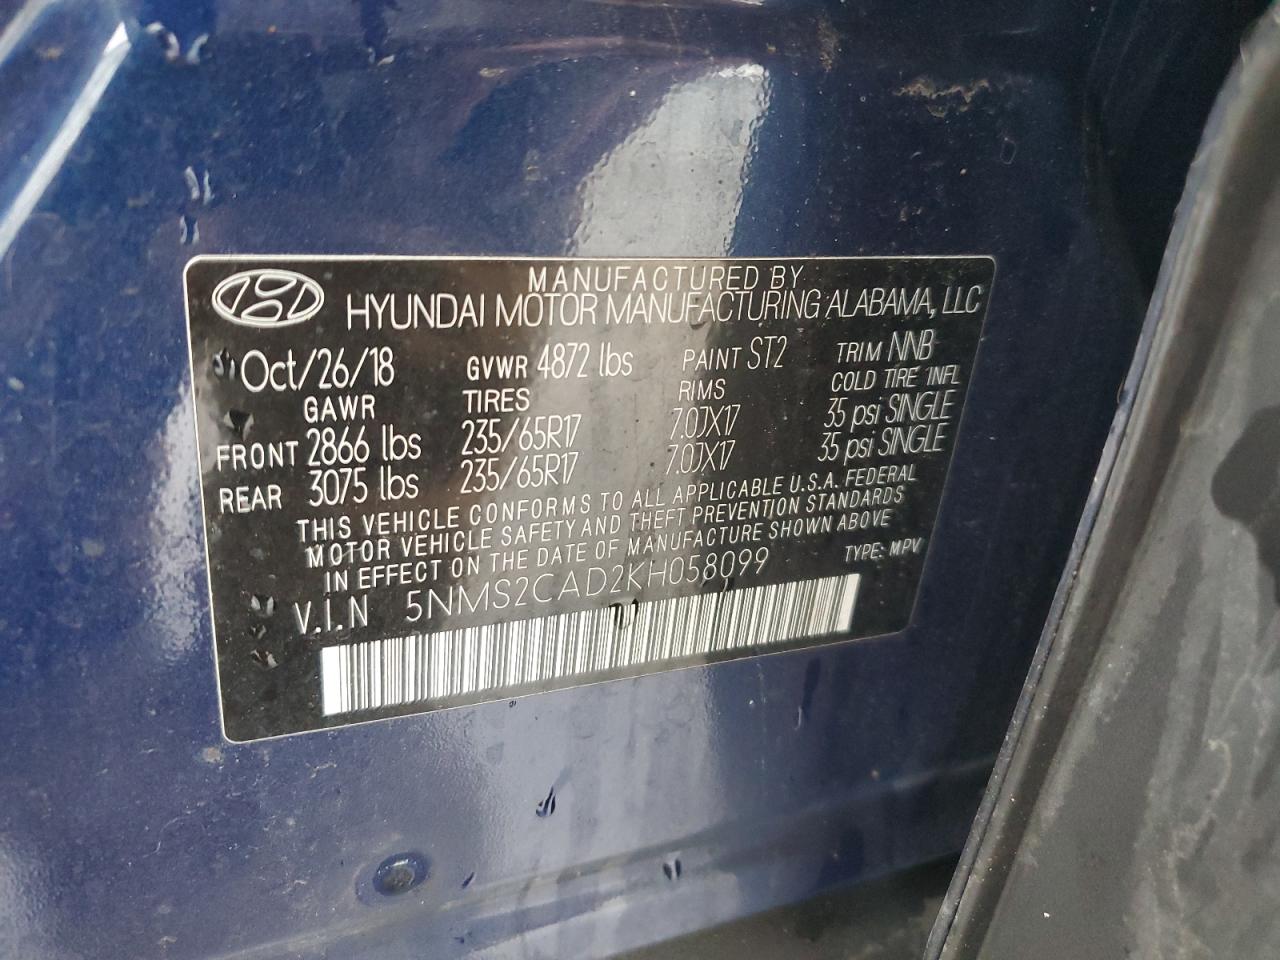 MANUFACTURED BY
HYUNDAI MOTOR MANUFACTURING ALABAMA, LLC
Oct/26/18 GVWR 4872 lbs PAINT ST2 TRIM NNB
GAWR TIRES RIMS COLD TIRE INFL
FRONT 2866 lbs 235/65R17 7.0JX17 35 psi SINGLE
REAR 3075 lbs 235/65R17 7.0JX17 35 psi SINGLE
THIS VEHICLE CONFORMS TO ALL APPLICABLE U.S.A. FEDERAL
MOTOR VEHICLE SAFETY AND THEFT PREVENTION STANDARDS
IN EFFECT ON THE DATE OF MANUFACTURE SHOWN ABOVE
V.I.N 5NMS2CAD2KH058099 TYPE: MPV